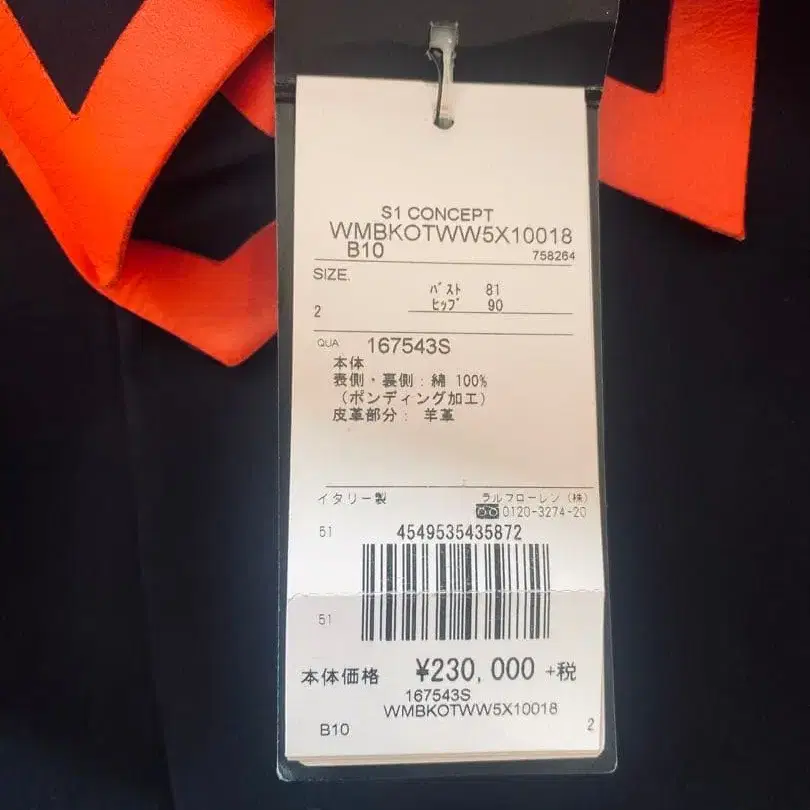 S1 CONCEPT
WMBKOTWW5X10018
B10 758264
SIZE.
バスト 81
2 ヒップ 90
QUA 167543S
本体
表側・裏側：綿 100%
（ポンディング加工）
皮革部分： 羊革
イタリー製 ラルフローレン（株）
0120-3274-20
51 4549535435872
51
本体価格 ¥230,000 +税
167543S
WMBKOTWW5X10018
B10 2